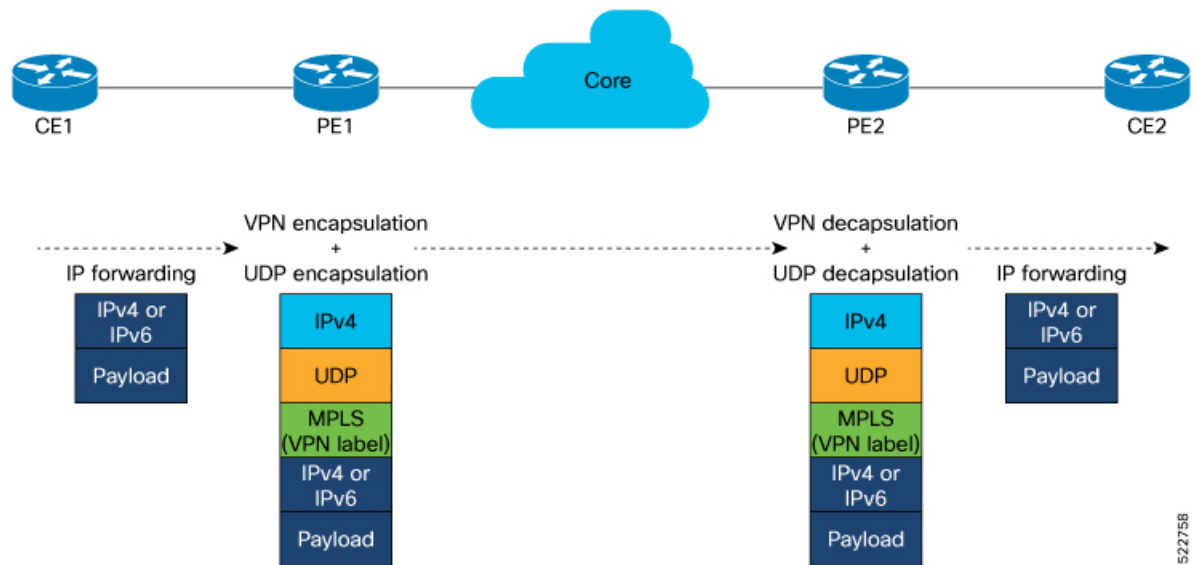 Core
CE1
PE1
PE2
CE2
VPN encapsulation
+
UDP encapsulation
VPN decapsulation
+
UDP decapsulation
IP forwarding
IP forwarding
IPv4 or
IPv6
Payload
IPv4
UDP
MPLS
(VPN label)
IPv4 or
IPv6
Payload
IPv4
UDP
MPLS
(VPN label)
IPv4 or
IPv6
Payload
IPv4 or
IPv6
Payload
522758